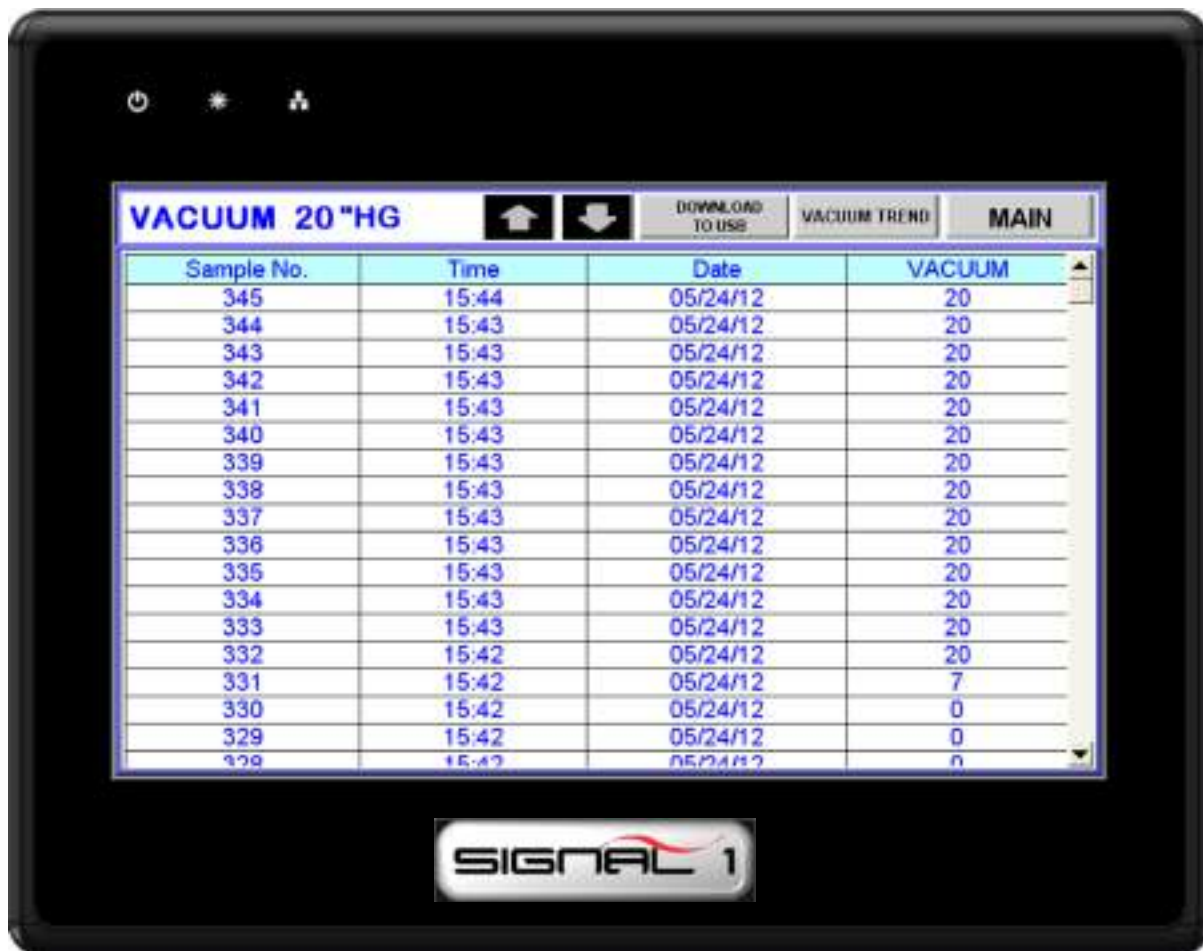 VACUUM 20 "HG
DOWNLOAD
TO USB
VACUUM TREND
MAIN
Sample No. Time Date VACUUM
345 15:44 05/24/12 20
344 15:43 05/24/12 20
343 15:43 05/24/12 20
342 15:43 05/24/12 20
341 15:43 05/24/12 20
340 15:43 05/24/12 20
339 15:43 05/24/12 20
338 15:43 05/24/12 20
337 15:43 05/24/12 20
336 15:43 05/24/12 20
335 15:43 05/24/12 20
334 15:43 05/24/12 20
333 15:43 05/24/12 20
332 15:42 05/24/12 20
331 15:42 05/24/12 7
330 15:42 05/24/12 0
329 15:42 05/24/12 0
328 15:42 05/24/12 0
SIGNAL 1